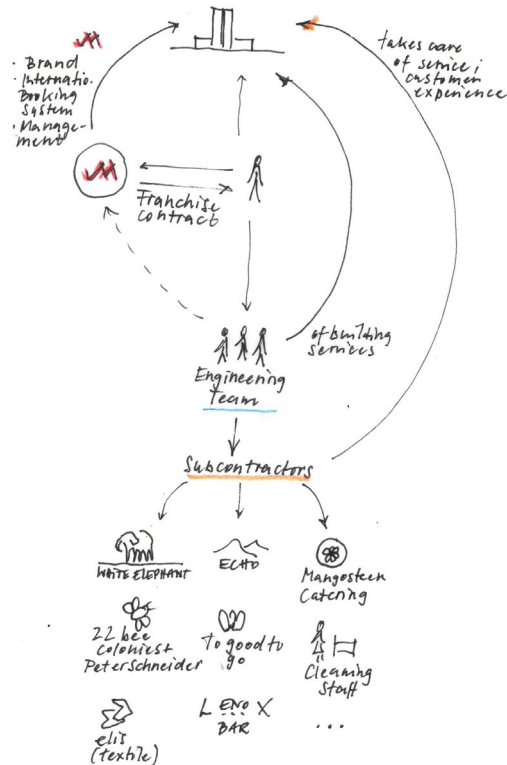 · Brand
· Internatio.
Booking
System
· Manage-
ment
takes care
of service,
customer
experience
Franchise
contract
of building
services
Engineering
Team
Subcontractors
WHITE ELEPHANT
ECHO
Mangosteen
Catering
22 bee
colonies +
Peter Schneider
To good to
go
Cleaning
Staff
elis
(textile)
LENOX
BAR
...